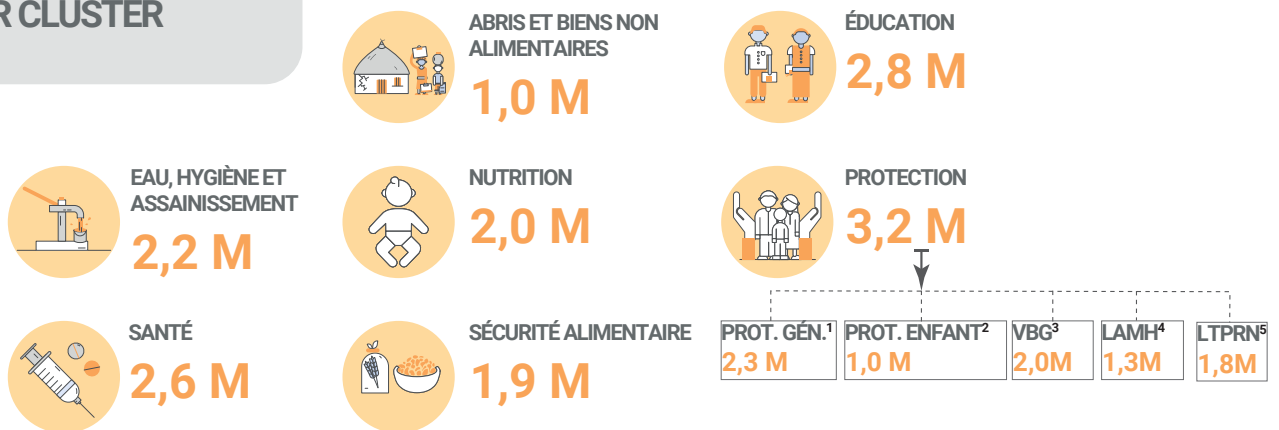 R CLUSTER
ABRIS ET BIENS NON
ALIMENTAIRES
1,0 M
ÉDUCATION
2,8 M
EAU, HYGIÈNE ET
ASSAINISSEMENT
2,2 M
NUTRITION
2,0 M
PROTECTION
3,2 M
SANTÉ
2,6 M
SÉCURITÉ ALIMENTAIRE
1,9 M
PROT. GÉN.¹
2,3 M
PROT. ENFANT²
1,0 M
VBG³
2,0M
LAMH⁴
1,3M
LTPRN⁵
1,8M